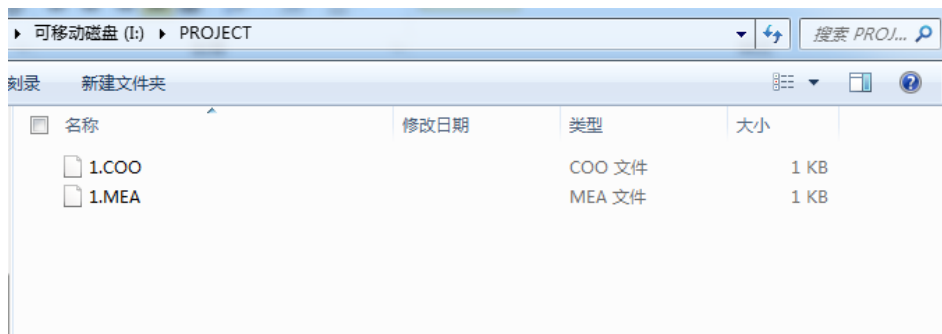 可移动磁盘 (I:) PROJECT 搜索 PROJ...
刻录 新建文件夹
名称 修改日期 类型 大小
1.COO COO 文件 1 KB
1.MEA MEA 文件 1 KB